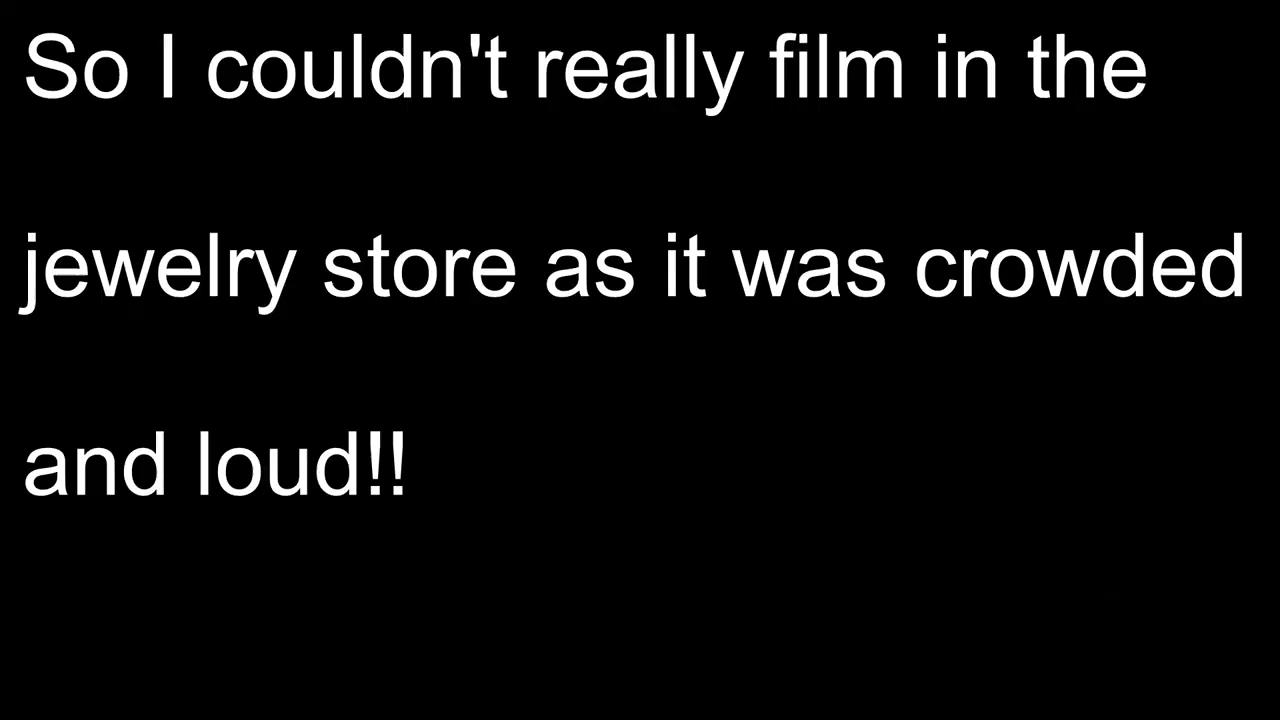 So I couldn't really film in the
jewelry store as it was crowded
and loud!!